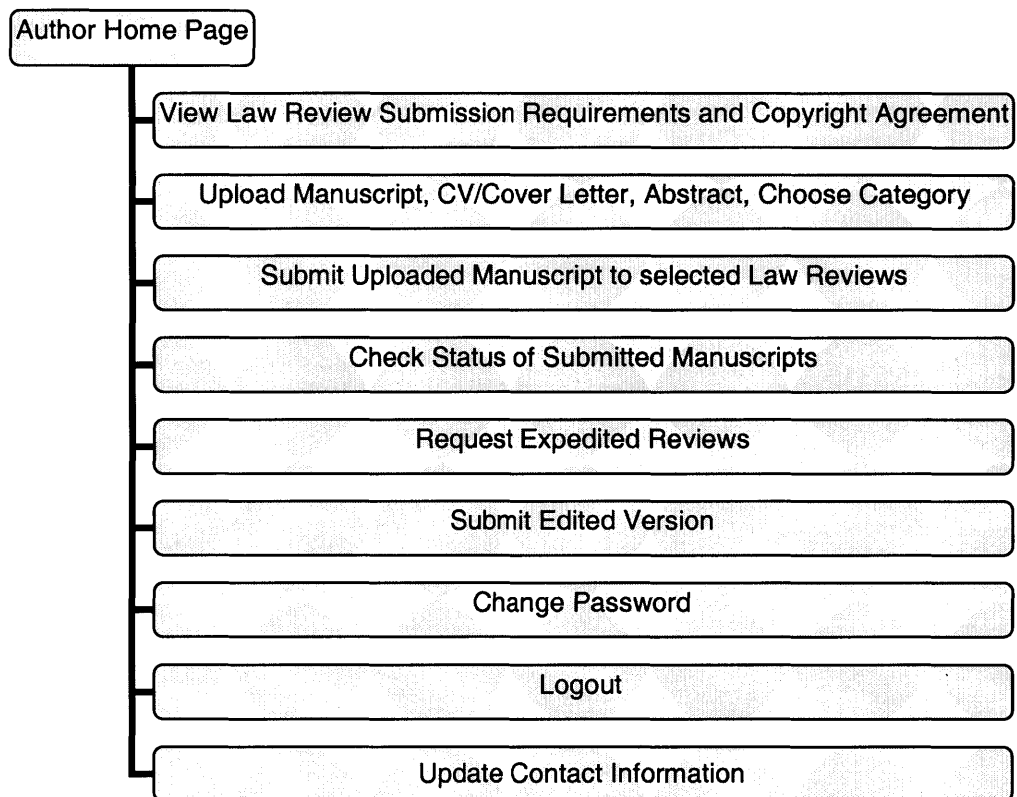 Author Home Page
View Law Review Submission Requirements and Copyright Agreement
Upload Manuscript, CV/Cover Letter, Abstract, Choose Category
Submit Uploaded Manuscript to selected Law Reviews
Check Status of Submitted Manuscripts
Request Expedited Reviews
Submit Edited Version
Change Password
Logout
Update Contact Information